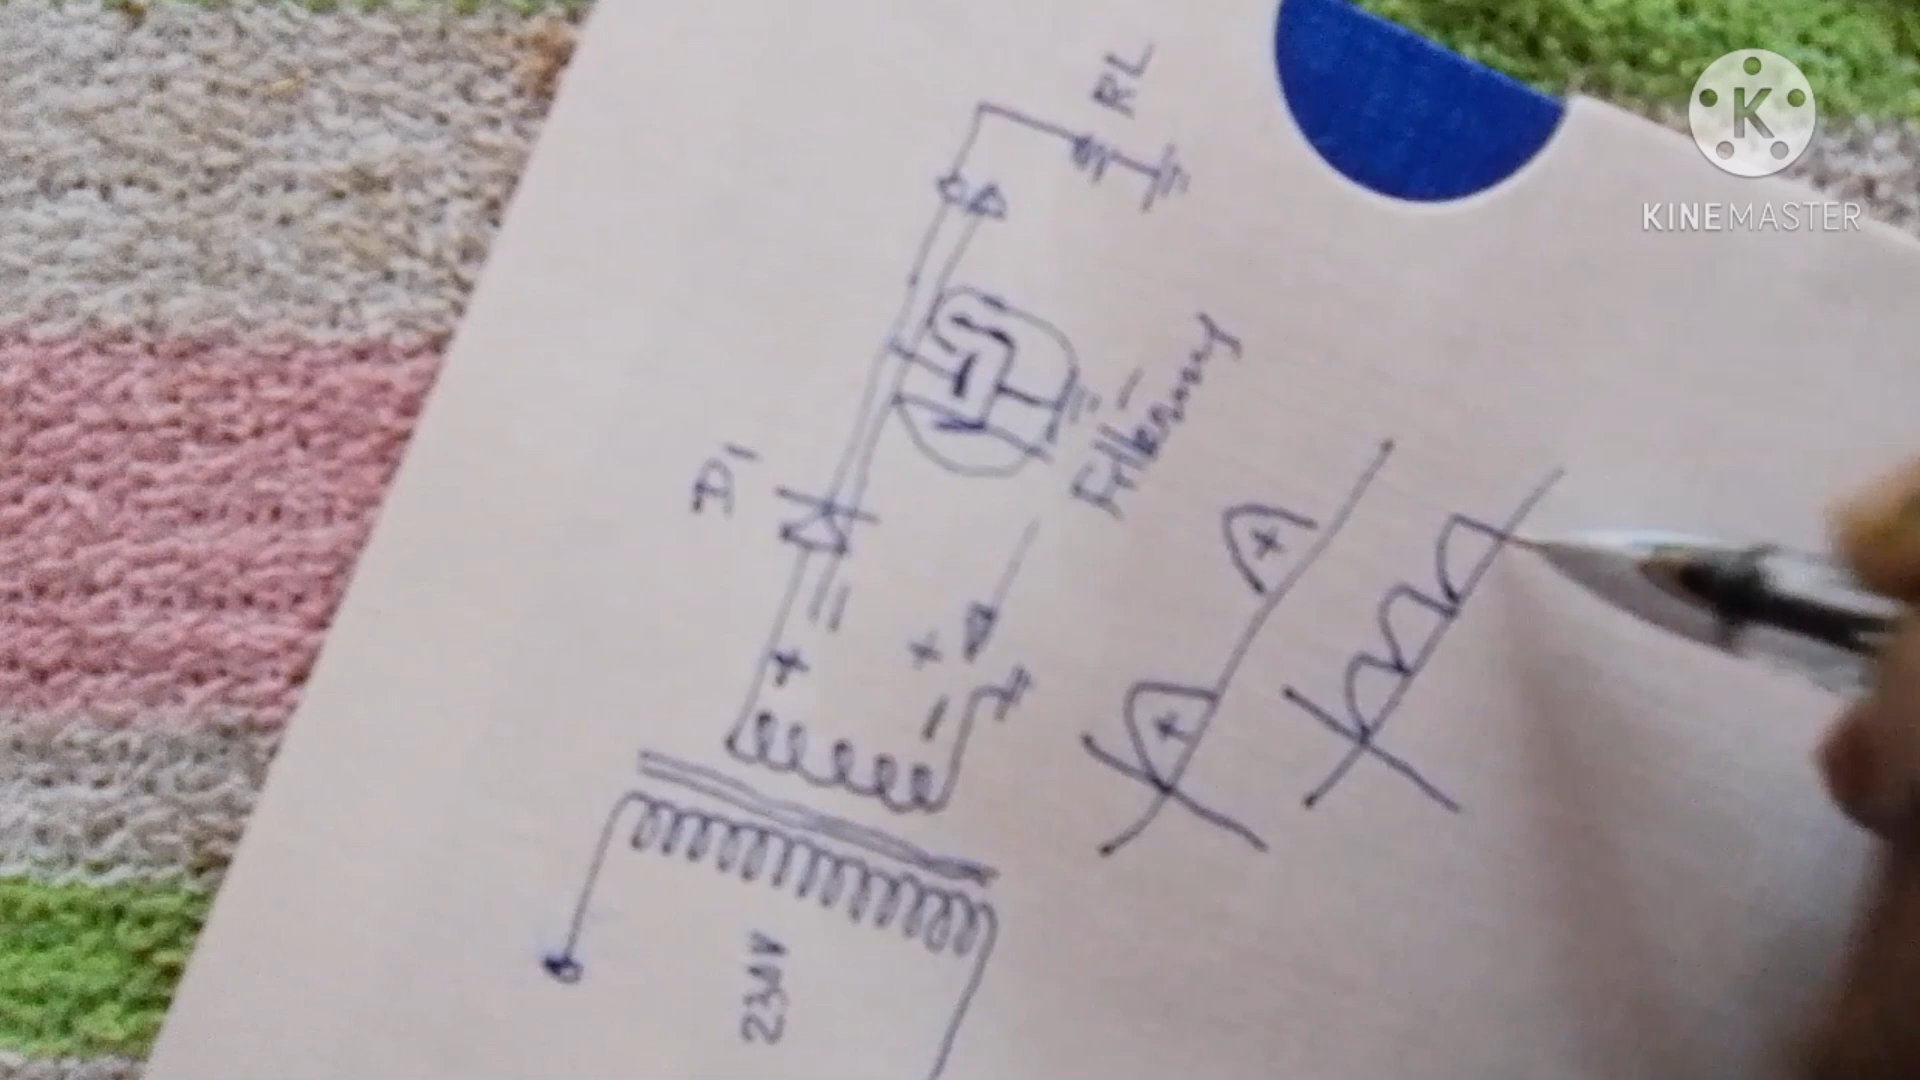 RL
D1
Filtering
+
+
-
+
+
230V
K
KINEMASTER